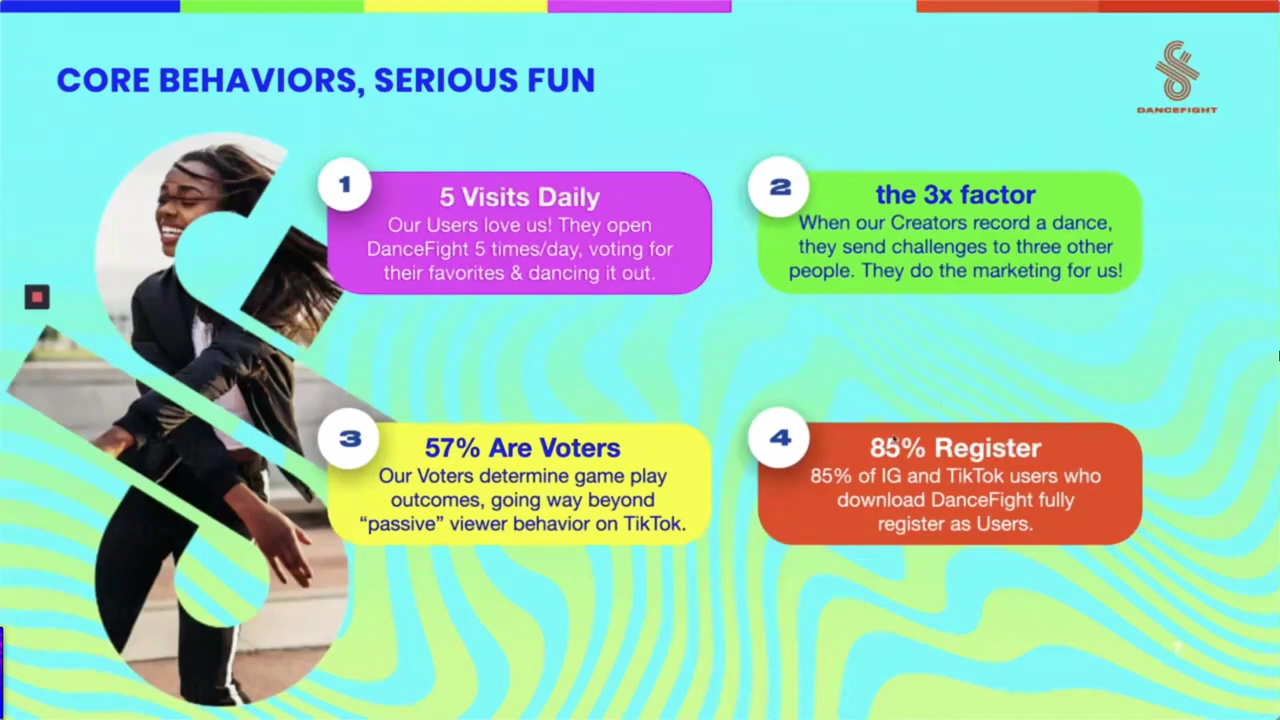 CORE BEHAVIORS, SERIOUS FUN
DANCEFIGHT
1
5 Visits Daily
Our Users love us! They open
DanceFight 5 times/day, voting for
their favorites & dancing it out.
2
the 3x factor
When our Creators record a dance,
they send challenges to three other
people. They do the marketing for us!
3
57% Are Voters
Our Voters determine game play
outcomes, going way beyond
“passive” viewer behavior on TikTok.
4
85% Register
85% of IG and TikTok users who
download DanceFight fully
register as Users.
7